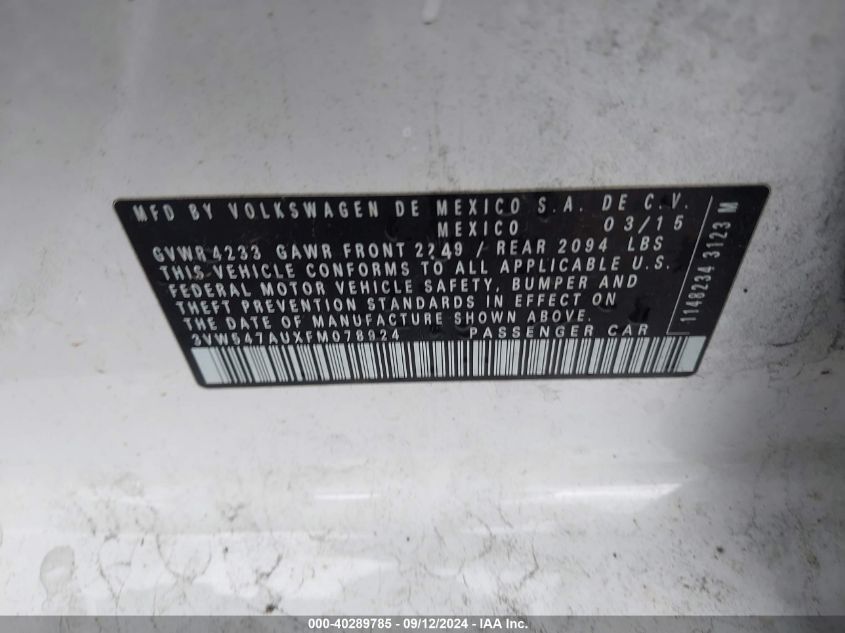 MFD BY VOLKSWAGEN DE MEXICO S.A. DE C.V.
MEXICO 03/15
GVWR 4233 GAWR FRONT 2249 / REAR 2094 LBS
THIS VEHICLE CONFORMS TO ALL APPLICABLE U.S.
FEDERAL MOTOR VEHICLE SAFETY, BUMPER AND
THEFT PREVENTION STANDARDS IN EFFECT ON
THE DATE OF MANUFACTURE SHOWN ABOVE.
3VW547AUXFM078924 PASSENGER CAR
1148234 3123 M
000-40289785 - 09/12/2024 - IAA Inc.